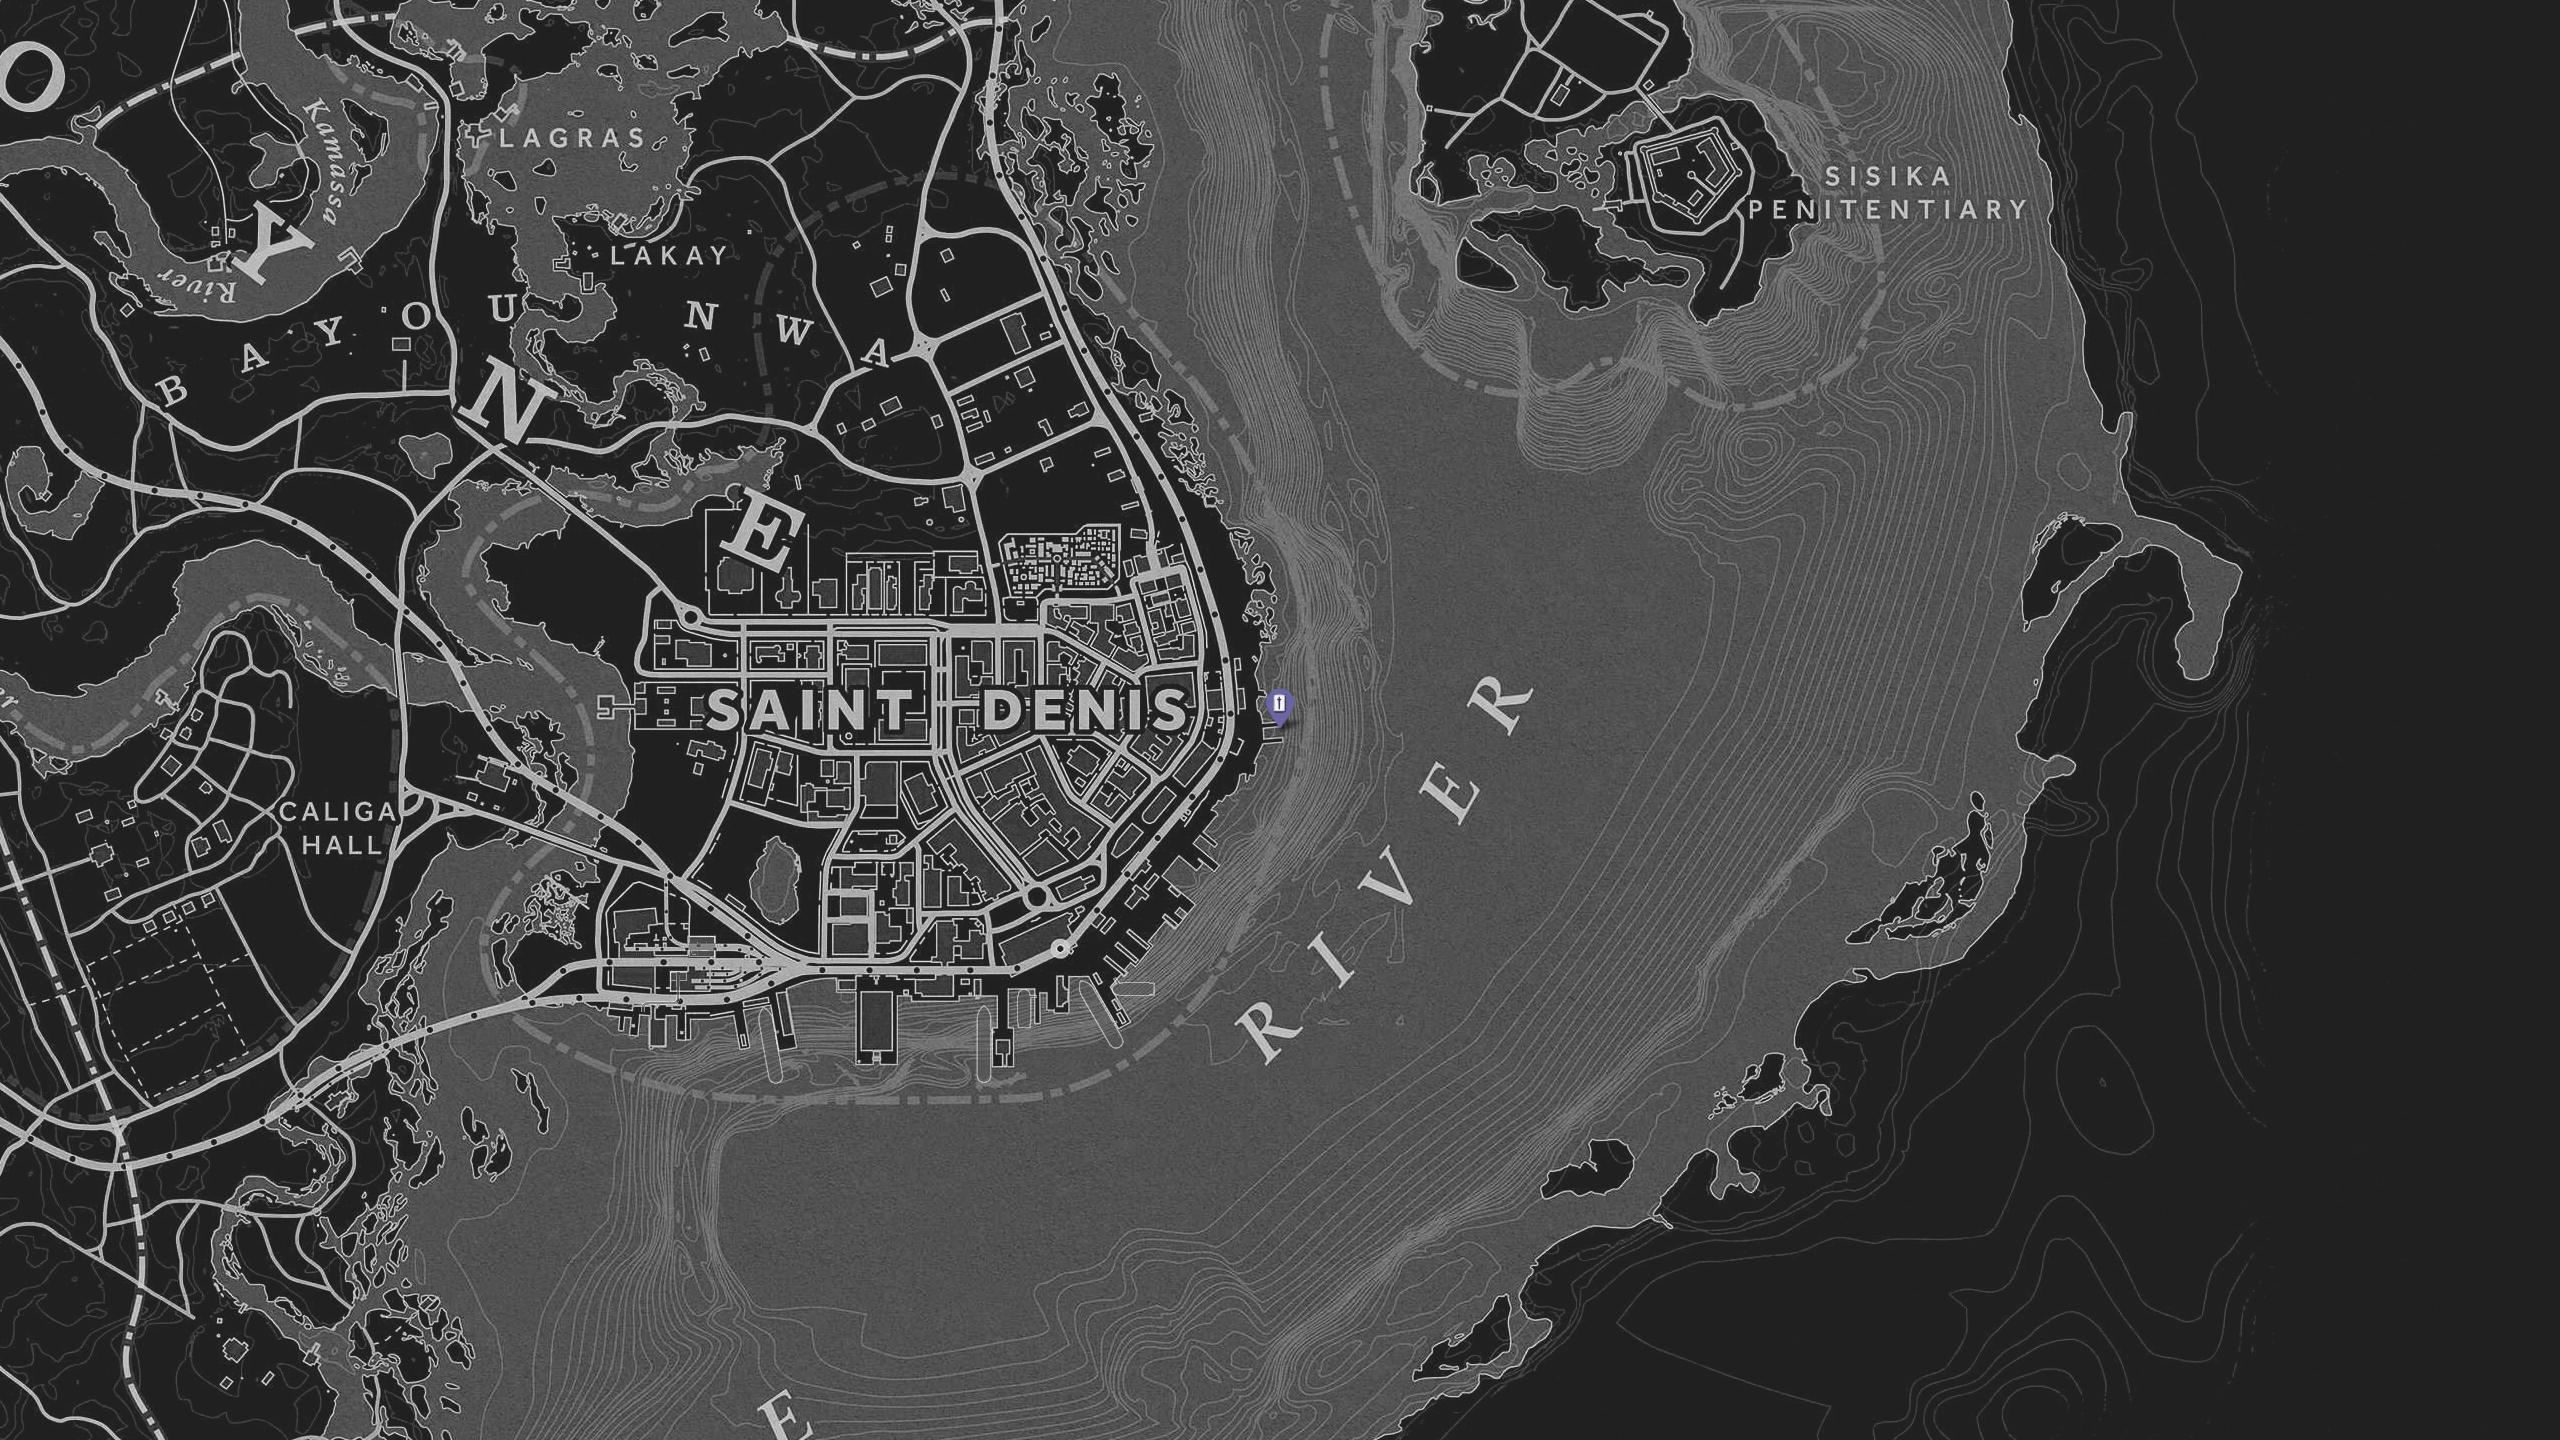 O
Kamassa
River
Y
LAGRAS
SISIKA
PENITENTIARY
LAKAY
BAYOU NWA
N
E
SAINT DENIS
CALIGA
HALL
RIVER
E